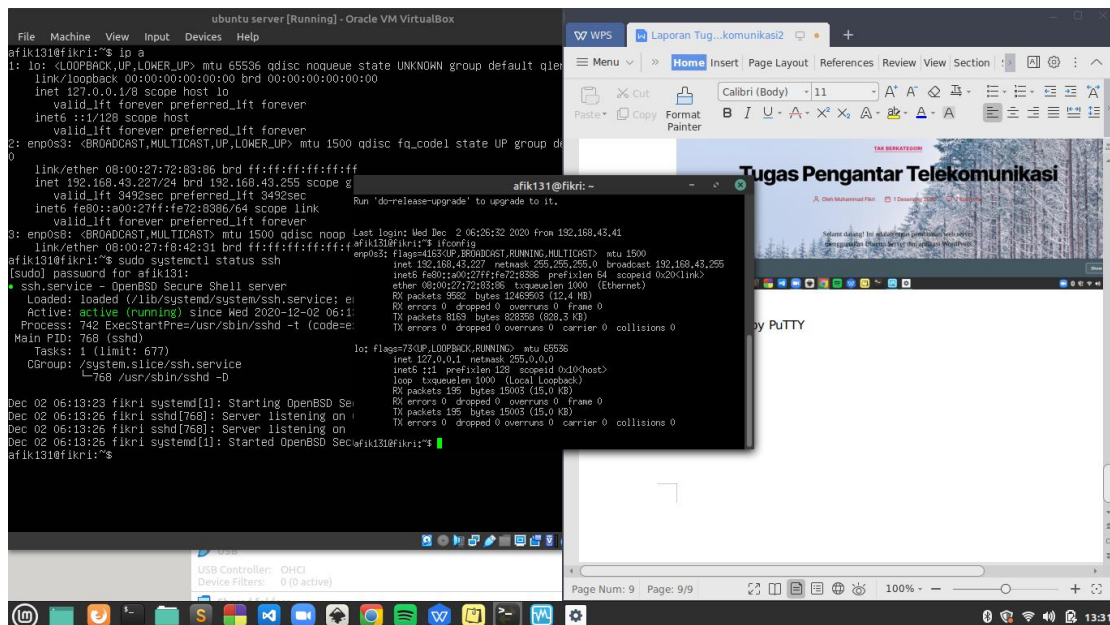 ubuntu server [Running] - Oracle VM VirtualBox
File Machine View Input Devices Help
afik131@fikri:~$ ip a
1: lo: <LOOPBACK,UP,LOWER_UP> mtu 65536 qdisc noqueue state UNKNOWN group default qlen
link/loopback 00:00:00:00:00:00 brd 00:00:00:00:00:00
inet 127.0.0.1/8 scope host lo
valid_lft forever preferred_lft forever
inet6 ::1/128 scope host
valid_lft forever preferred_lft forever
2: enp0s3: <BROADCAST,MULTICAST,UP,LOWER_UP> mtu 1500 qdisc fq_codel state UP group de
0
link/ether 08:00:27:72:83:86 brd ff:ff:ff:ff:ff:ff
inet 192.168.43.227/24 brd 192.168.43.255 scope g
valid_lft 3492sec preferred_lft 3492sec
inet6 fe80::a00:27ff:fe72:8386/64 scope link
valid_lft forever preferred_lft forever
3: enp0s8: <BROADCAST,MULTICAST> mtu 1500 qdisc noop
link/ether 08:00:27:f8:42:31 brd ff:ff:ff:ff:ff:f
afik131@fikri:~$ sudo systemctl status ssh
[sudo] password for afik131:
● ssh.service - OpenBSD Secure Shell server
Loaded: loaded (/lib/systemd/system/ssh.service; e
Active: active (running) since Wed 2020-12-02 06:1
Process: 742 ExecStartPre=/usr/sbin/sshd -t (code=e
Main PID: 768 (sshd)
Tasks: 1 (limit: 677)
CGroup: /system.slice/ssh.service
└─768 /usr/sbin/sshd -D
Dec 02 06:13:23 fikri systemd[1]: Starting OpenBSD Se
Dec 02 06:13:26 fikri sshd[768]: Server listening on
Dec 02 06:13:26 fikri sshd[768]: Server listening on
Dec 02 06:13:26 fikri systemd[1]: Started OpenBSD Sec
afik131@fikri:~$
afik131@fikri: ~
Run 'do-release-upgrade' to upgrade to it.
Last login: Wed Dec  2 06:26:32 2020 from 192.168.43.41
afik131@fikri:~$ ifconfig
enp0s3: flags=4163<UP,BROADCAST,RUNNING,MULTICAST>  mtu 1500
inet 192.168.43.227  netmask 255.255.255.0  broadcast 192.168.43.255
inet6 fe80::a00:27ff:fe72:8386  prefixlen 64  scopeid 0x20<link>
ether 08:00:27:72:83:86  txqueuelen 1000  (Ethernet)
RX packets 9582  bytes 12469503 (12.4 MB)
RX errors 0  dropped 0  overruns 0  frame 0
TX packets 8169  bytes 828358 (828.3 KB)
TX errors 0  dropped 0 overruns 0  carrier 0  collisions 0
lo: flags=73<UP,LOOPBACK,RUNNING>  mtu 65536
inet 127.0.0.1  netmask 255.0.0.0
inet6 ::1  prefixlen 128  scopeid 0x10<host>
loop  txqueuelen 1000  (Local Loopback)
RX packets 195  bytes 15003 (15.0 KB)
RX errors 0  dropped 0  overruns 0  frame 0
TX packets 195  bytes 15003 (15.0 KB)
TX errors 0  dropped 0 overruns 0  carrier 0  collisions 0
afik131@fikri:~$
WPS Laporan Tug...komunikasi2
Menu Home Insert Page Layout References Review View Section
Cut Calibri (Body) 11
Paste Copy Format Painter
TAK BERKATEGORI
Tugas Pengantar Telekomunikasi
by PuTTY
USB
USB Controller: OHCI
Device Filters: 0 (0 active)
Page Num: 9 Page: 9/9 100%
13:31